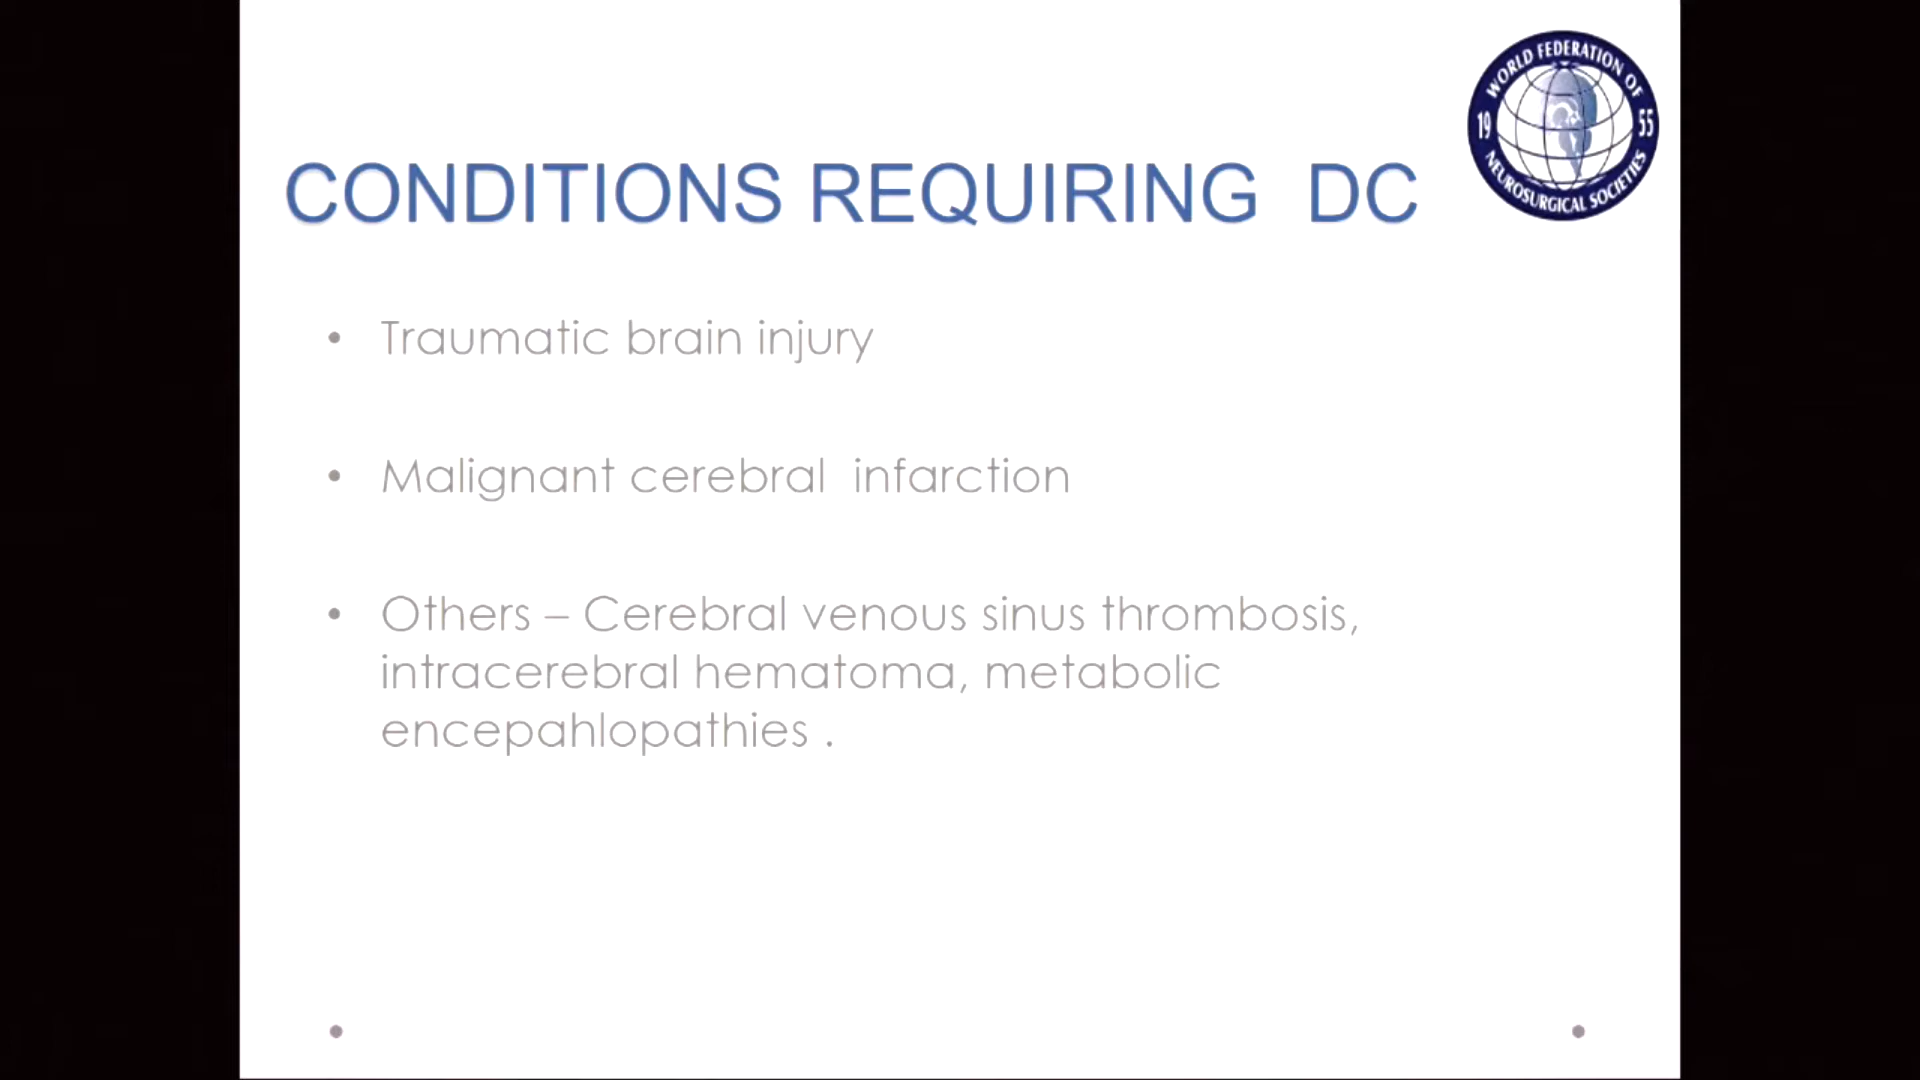 WORLD FEDERATION OF
19 55
NEUROSURGICAL SOCIETIES
CONDITIONS REQUIRING  DC
• Traumatic brain injury
• Malignant cerebral  infarction
• Others – Cerebral venous sinus thrombosis,
intracerebral hematoma, metabolic
encepahlopathies .